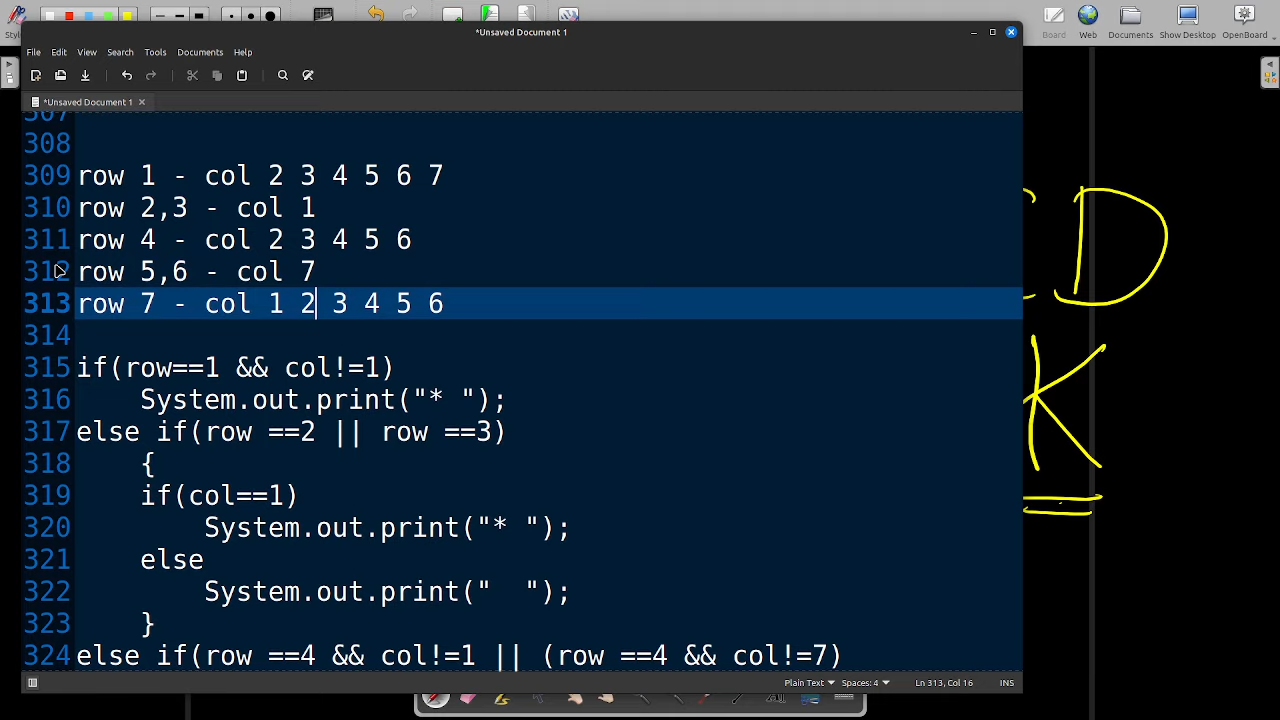 Board
Web
Documents
Show Desktop
OpenBoard
*Unsaved Document 1
File Edit View Search Tools Documents Help
*Unsaved Document 1
307
308
309 row 1 - col 2 3 4 5 6 7
310 row 2,3 - col 1
311 row 4 - col 2 3 4 5 6
312 row 5,6 - col 7
313 row 7 - col 1 2 3 4 5 6
314
315 if(row==1 && col!=1)
316     System.out.print("* ");
317 else if(row ==2 || row ==3)
318     {
319     if(col==1)
320         System.out.print("* ");
321     else
322         System.out.print("  ");
323     }
324 else if(row ==4 && col!=1 || (row ==4 && col!=7)
D
K
Plain Text Spaces: 4 Ln 313, Col 16 INS